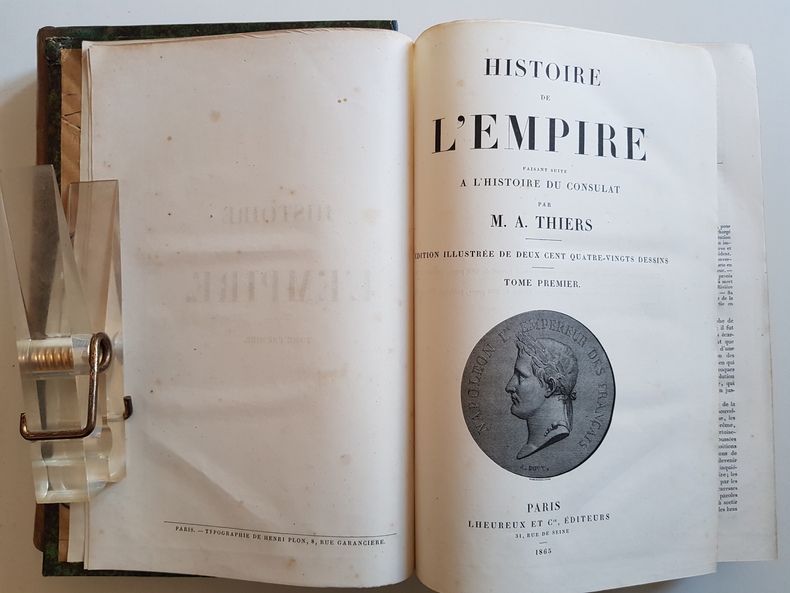 PARIS. — TYPOGRAPHIE DE HENRI PLON, 8, RUE GARANCIÈRE.
HISTOIRE
DE
L'EMPIRE
FAISANT SUITE
A L'HISTOIRE DU CONSULAT
PAR
M. A. THIERS
ÉDITION ILLUSTRÉE DE DEUX CENT QUATRE-VINGTS DESSINS
TOME PREMIER.
NAPOLEON Ier EMPEREUR DES FRANÇAIS
PARIS
LHEUREUX ET Cie, ÉDITEURS
31, RUE DE SEINE
1865